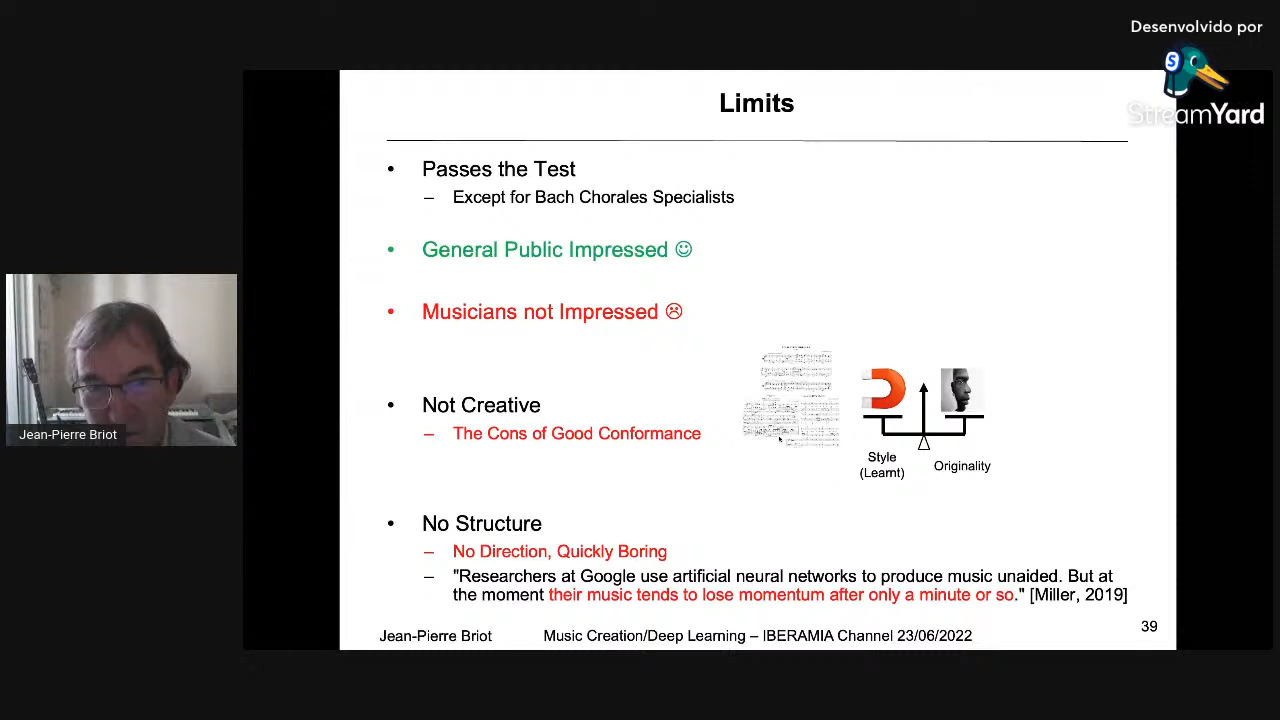 Desenvolvido por
StreamYard
Limits
• Passes the Test
– Except for Bach Chorales Specialists
• General Public Impressed ☺
• Musicians not Impressed ☹
• Not Creative
– The Cons of Good Conformance
Style
(Learnt)
Originality
• No Structure
– No Direction, Quickly Boring
– "Researchers at Google use artificial neural networks to produce music unaided. But at
the moment their music tends to lose momentum after only a minute or so." [Miller, 2019]
39
Jean-Pierre Briot Music Creation/Deep Learning – IBERAMIA Channel 23/06/2022
Jean-Pierre Briot